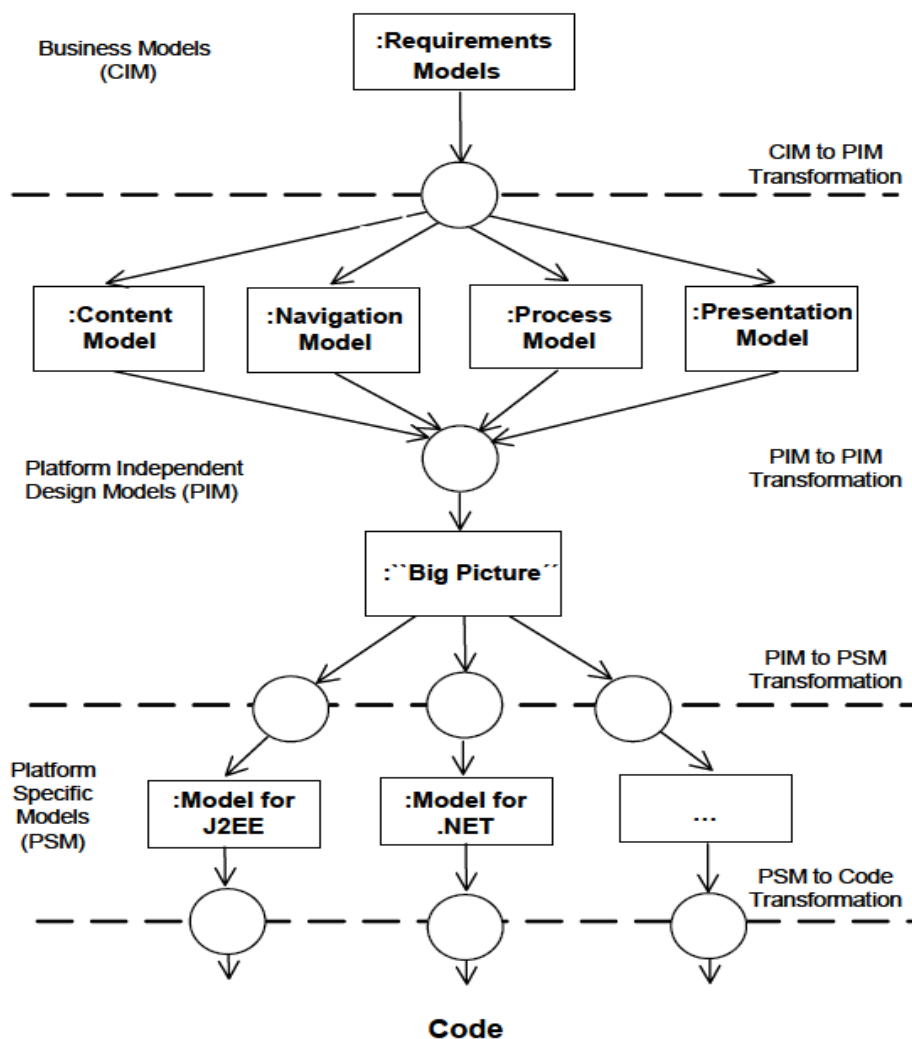 Business Models
(CIM)
:Requirements
Models
CIM to PIM
Transformation
:Content
Model
:Navigation
Model
:Process
Model
:Presentation
Model
Platform Independent
Design Models (PIM)
PIM to PIM
Transformation
:``Big Picture´´
PIM to PSM
Transformation
Platform
Specific
Models
(PSM)
:Model for
J2EE
:Model for
.NET
...
PSM to Code
Transformation
Code